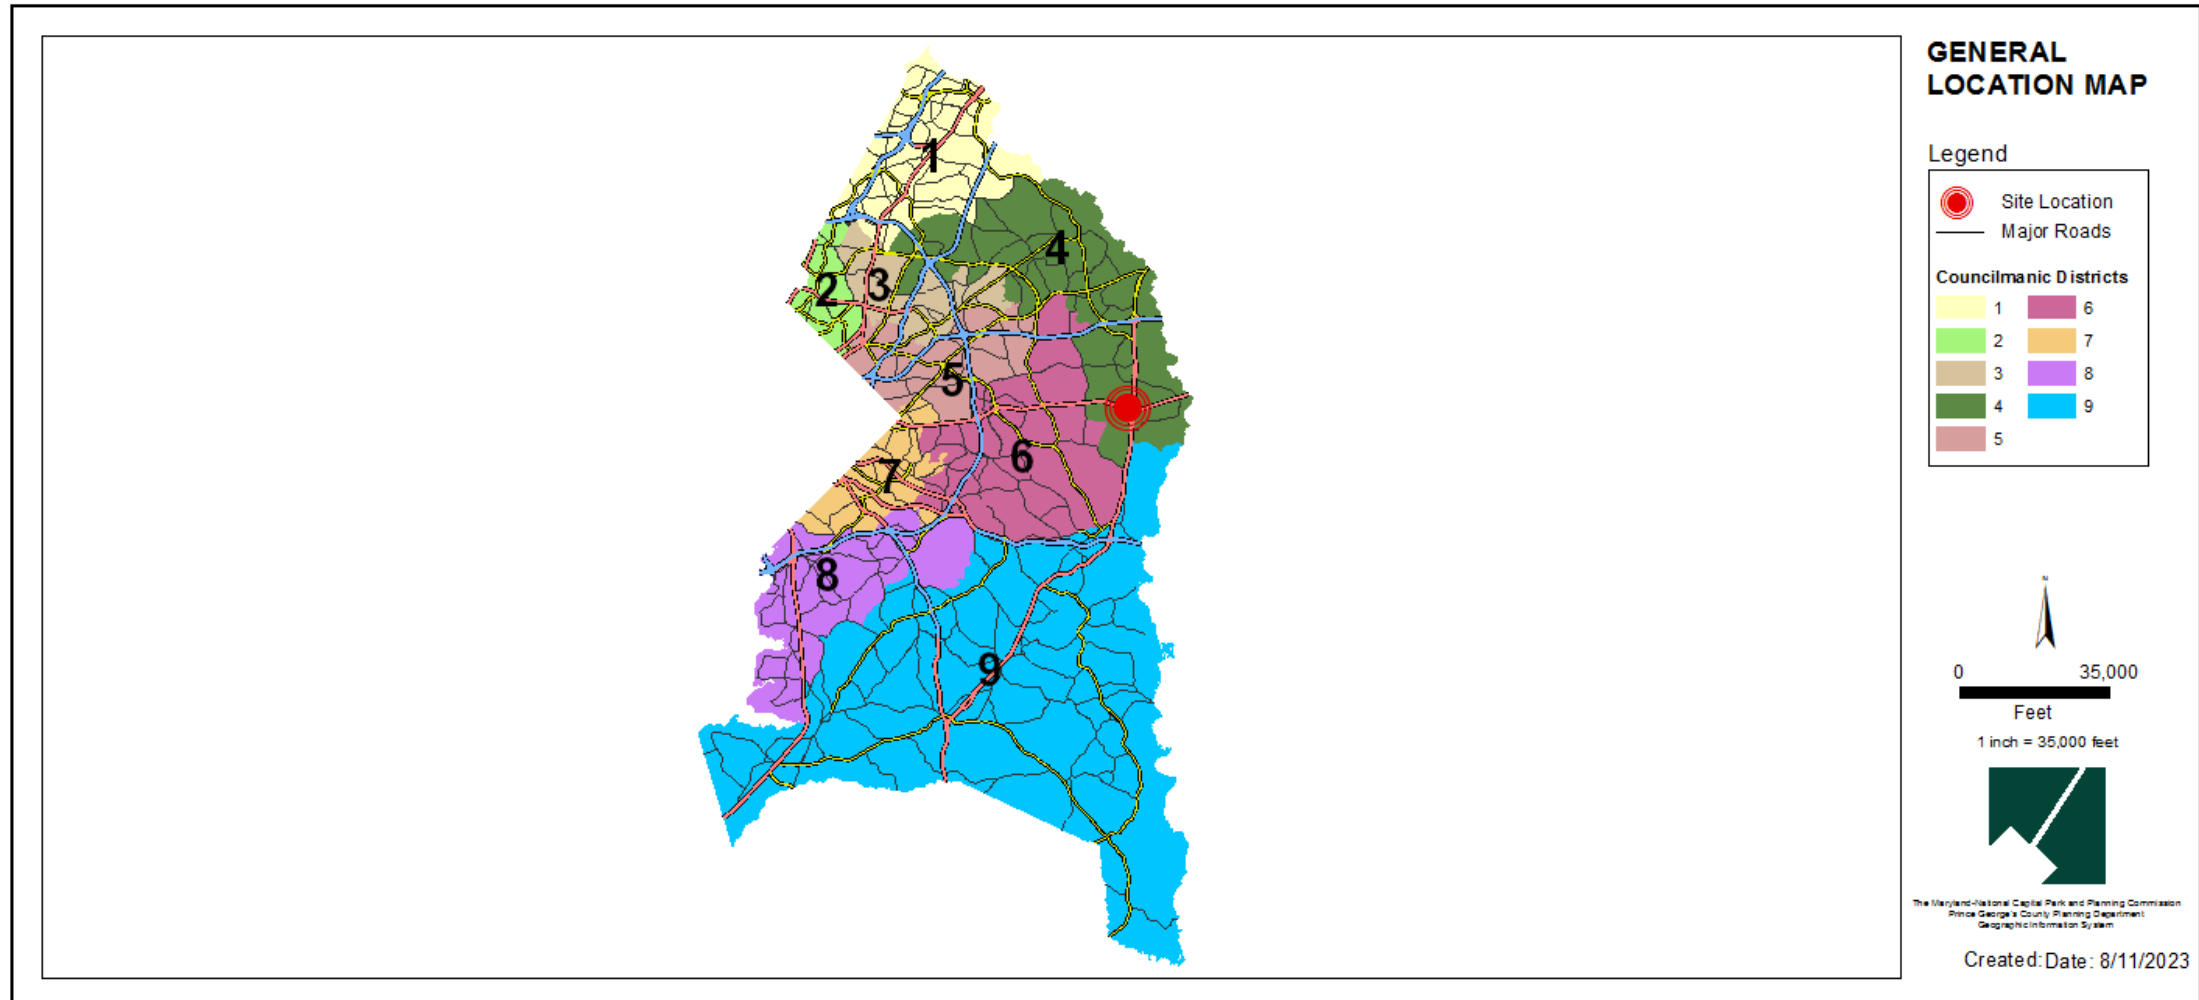 GENERAL
LOCATION MAP
Legend
Site Location
Major Roads
Councilmanic Districts
1 6
2 7
3 8
4 9
5
1
4
2
3
5
6
7
8
9
N
0 35,000
Feet
1 inch = 35,000 feet
The Maryland-National Capital Park and Planning Commission
Prince George's County Planning Department
Geographic Information System
Created: Date: 8/11/2023